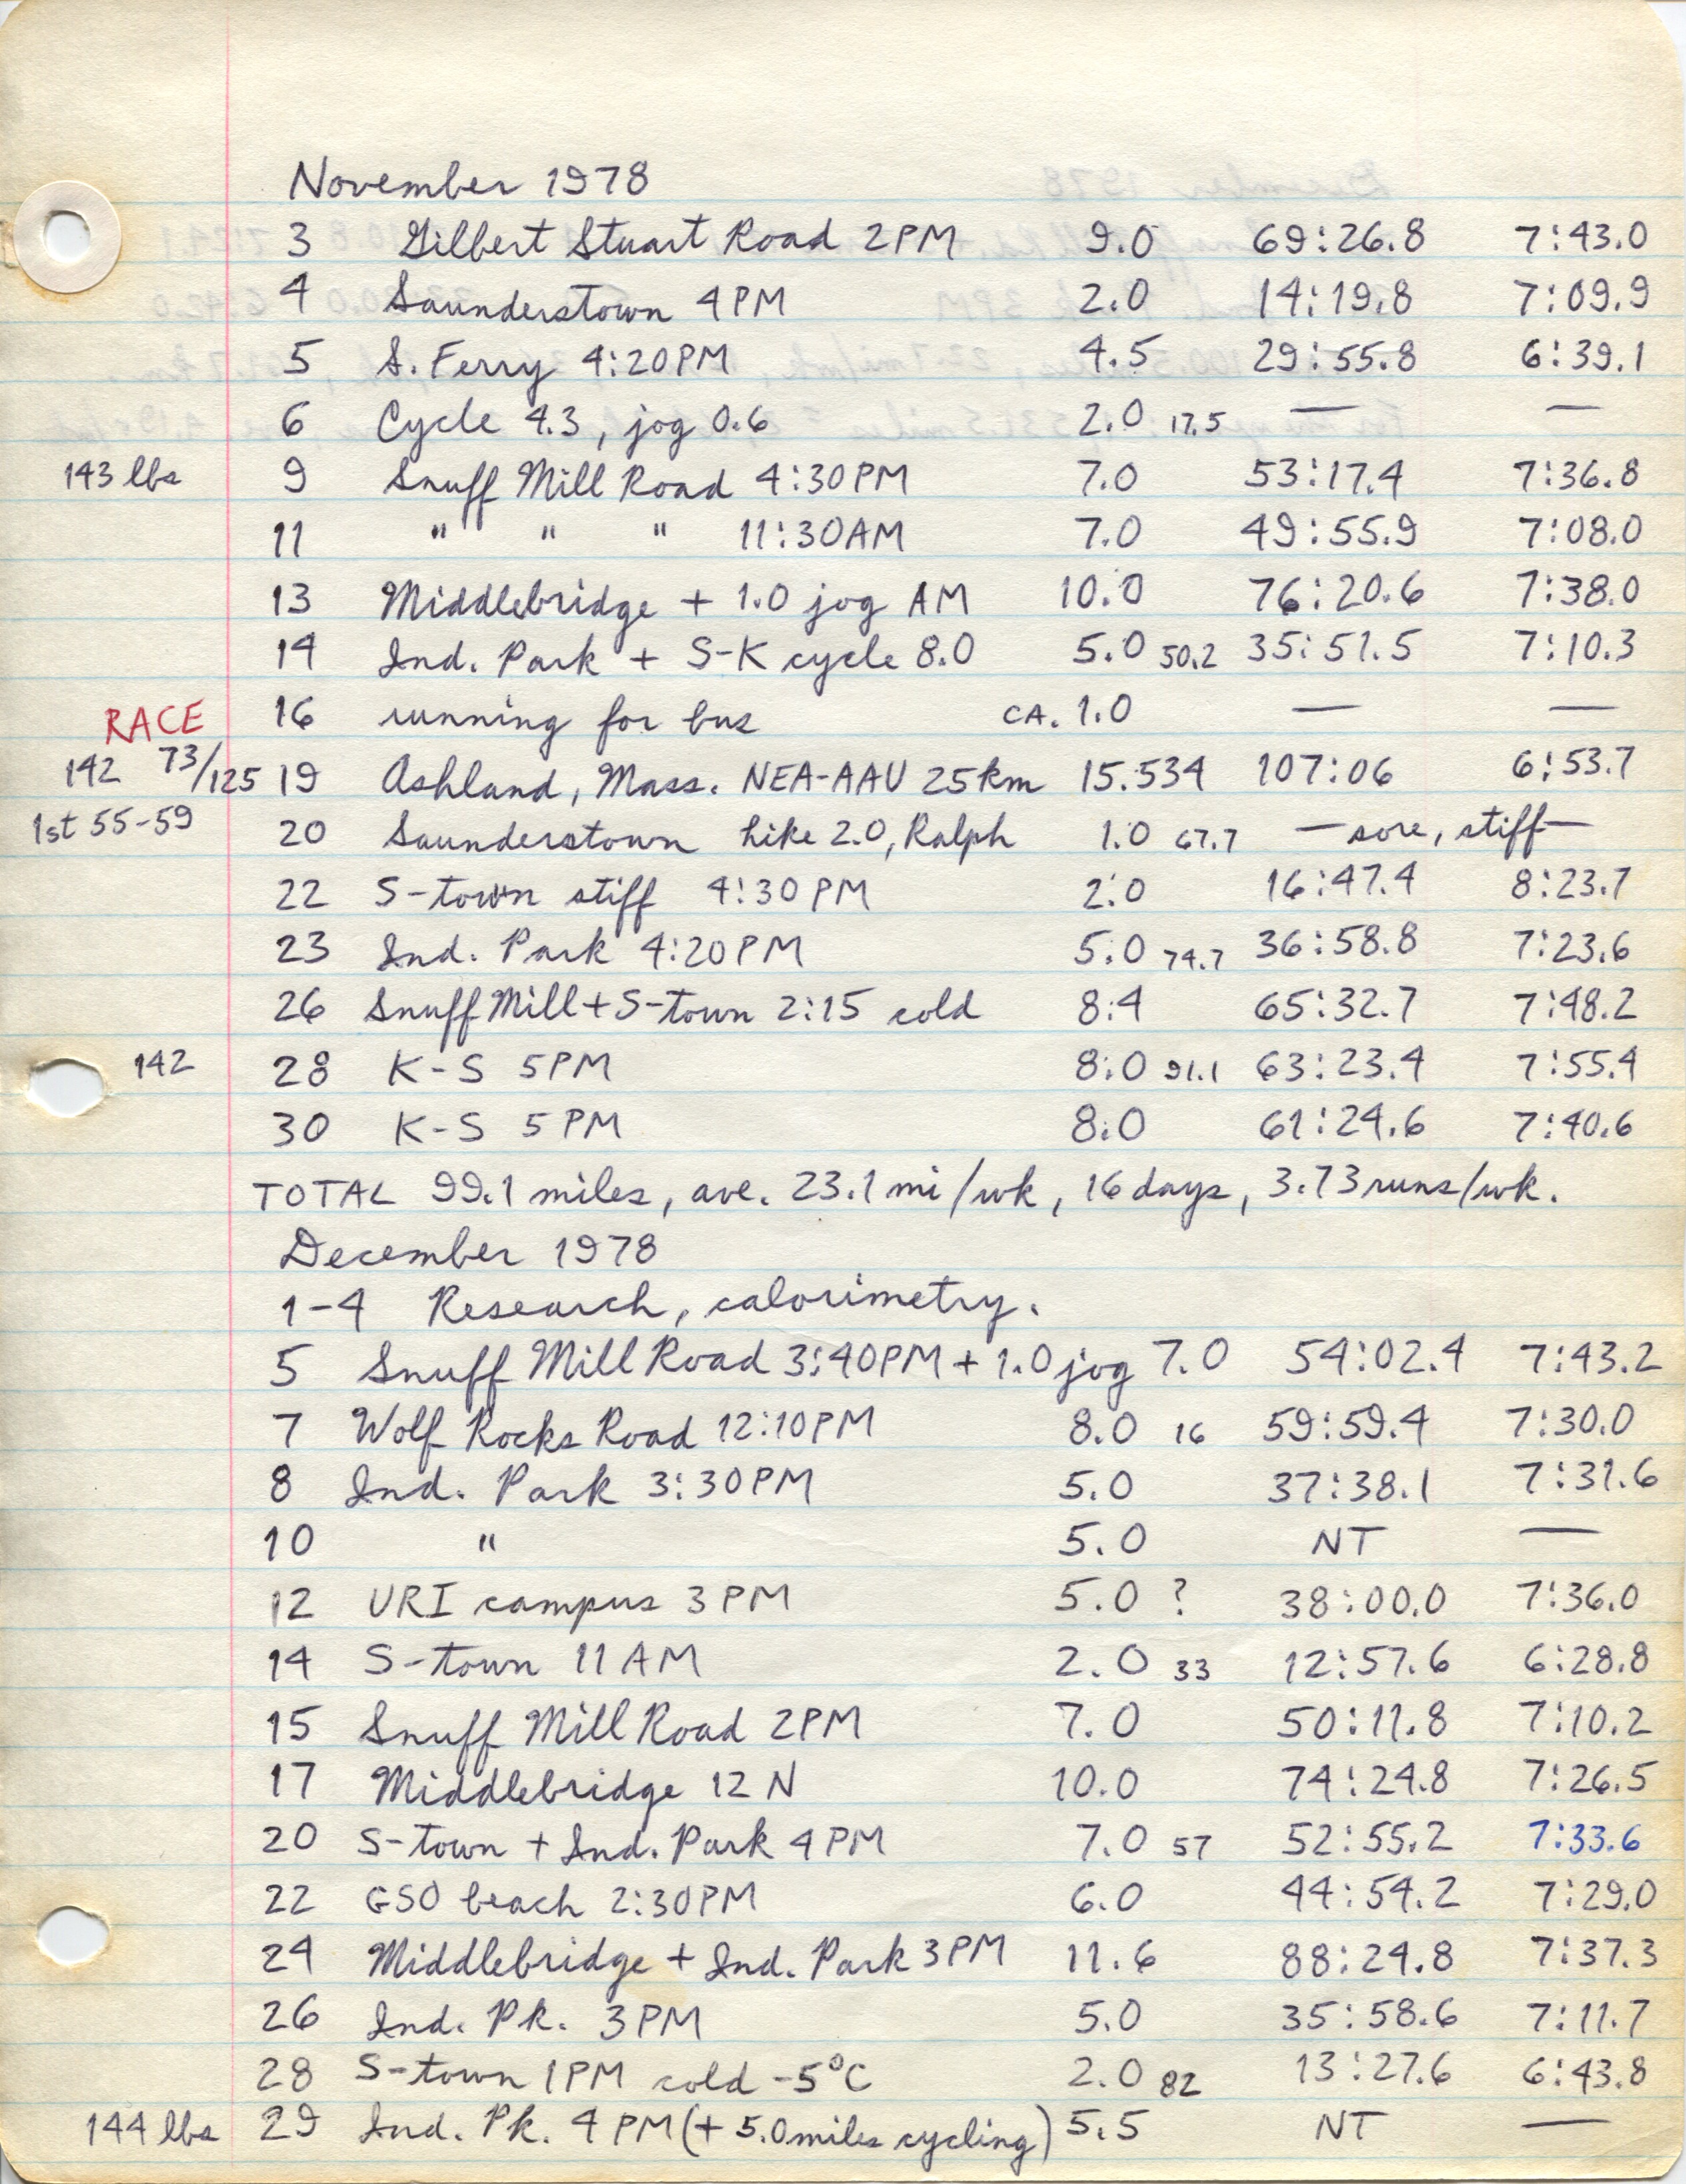 November 1978
3 Gilbert Stuart Road 2PM 9.0 69:26.8 7:43.0
4 Saunderstown 4PM 2.0 14:19.8 7:09.9
5 S. Ferry 4:20PM 4.5 29:55.8 6:39.1
6 Cycle 4.3, jog 0.6 2.0 17.5 — —
143 lbs 9 Snuff Mill Road 4:30PM 7.0 53:17.4 7:36.8
11 " " " 11:30AM 7.0 49:55.9 7:08.0
13 Middlebridge + 1.0 jog AM 10.0 76:20.6 7:38.0
14 Ind. Park + S-K cycle 8.0 5.0 50.2 35:51.5 7:10.3
RACE 16 running for bus CA. 1.0 — —
142 73/125 19 Ashland, Mass. NEA-AAU 25km 15.534 107:06 6:53.7
1st 55-59 20 Saunderstown hike 2.0, Ralph 1.0 67.7 — sore, stiff —
22 S-town stiff 4:30PM 2.0 16:47.4 8:23.7
23 Ind. Park 4:20PM 5.0 74.7 36:58.8 7:23.6
26 Snuff Mill + S-town 2:15 cold 8.4 65:32.7 7:48.2
142 28 K-S 5PM 8.0 91.1 63:23.4 7:55.4
30 K-S 5PM 8.0 61:24.6 7:40.6
TOTAL 99.1 miles, ave. 23.1 mi/wk, 16 days, 3.73 runs/wk.
December 1978
1-4 Research, calorimetry.
5 Snuff Mill Road 3:40PM + 1.0 jog 7.0 54:02.4 7:43.2
7 Wolf Rocks Road 12:10PM 8.0 16 59:59.4 7:30.0
8 Ind. Park 3:30PM 5.0 37:38.1 7:31.6
10 " 5.0 NT —
12 URI campus 3PM 5.0 ? 38:00.0 7:36.0
14 S-town 11AM 2.0 33 12:57.6 6:28.8
15 Snuff Mill Road 2PM 7.0 50:11.8 7:10.2
17 Middlebridge 12N 10.0 74:24.8 7:26.5
20 S-town + Ind. Park 4PM 7.0 57 52:55.2 7:33.6
22 GSO beach 2:30PM 6.0 44:54.2 7:29.0
24 Middlebridge + Ind. Park 3PM 11.6 88:24.8 7:37.3
26 Ind. Pk. 3PM 5.0 35:58.6 7:11.7
28 S-town 1PM cold -5°C 2.0 82 13:27.6 6:43.8
144 lbs 29 Ind. Pk. 4PM (+ 5.0 miles cycling) 5.5 NT —